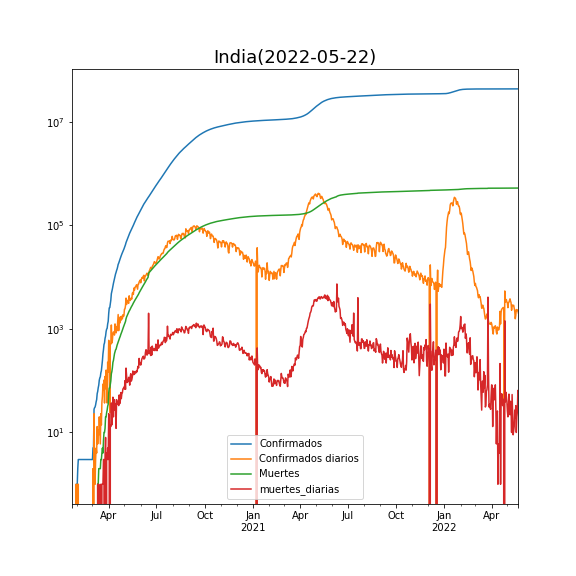 India(2022-05-22)
10^7
10^5
10^3
10^1
Confirmados
Confirmados diarios
Muertes
muertes_diarias
Apr Jul Oct Jan Apr Jul Oct Jan Apr
2021 2022